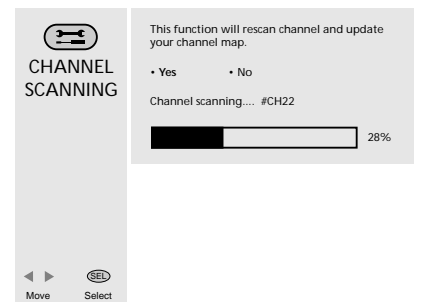 CHANNEL
SCANNING
This function will rescan channel and update
your channel map.
• Yes • No
Channel scanning.... #CH22
28%
SEL
Move Select